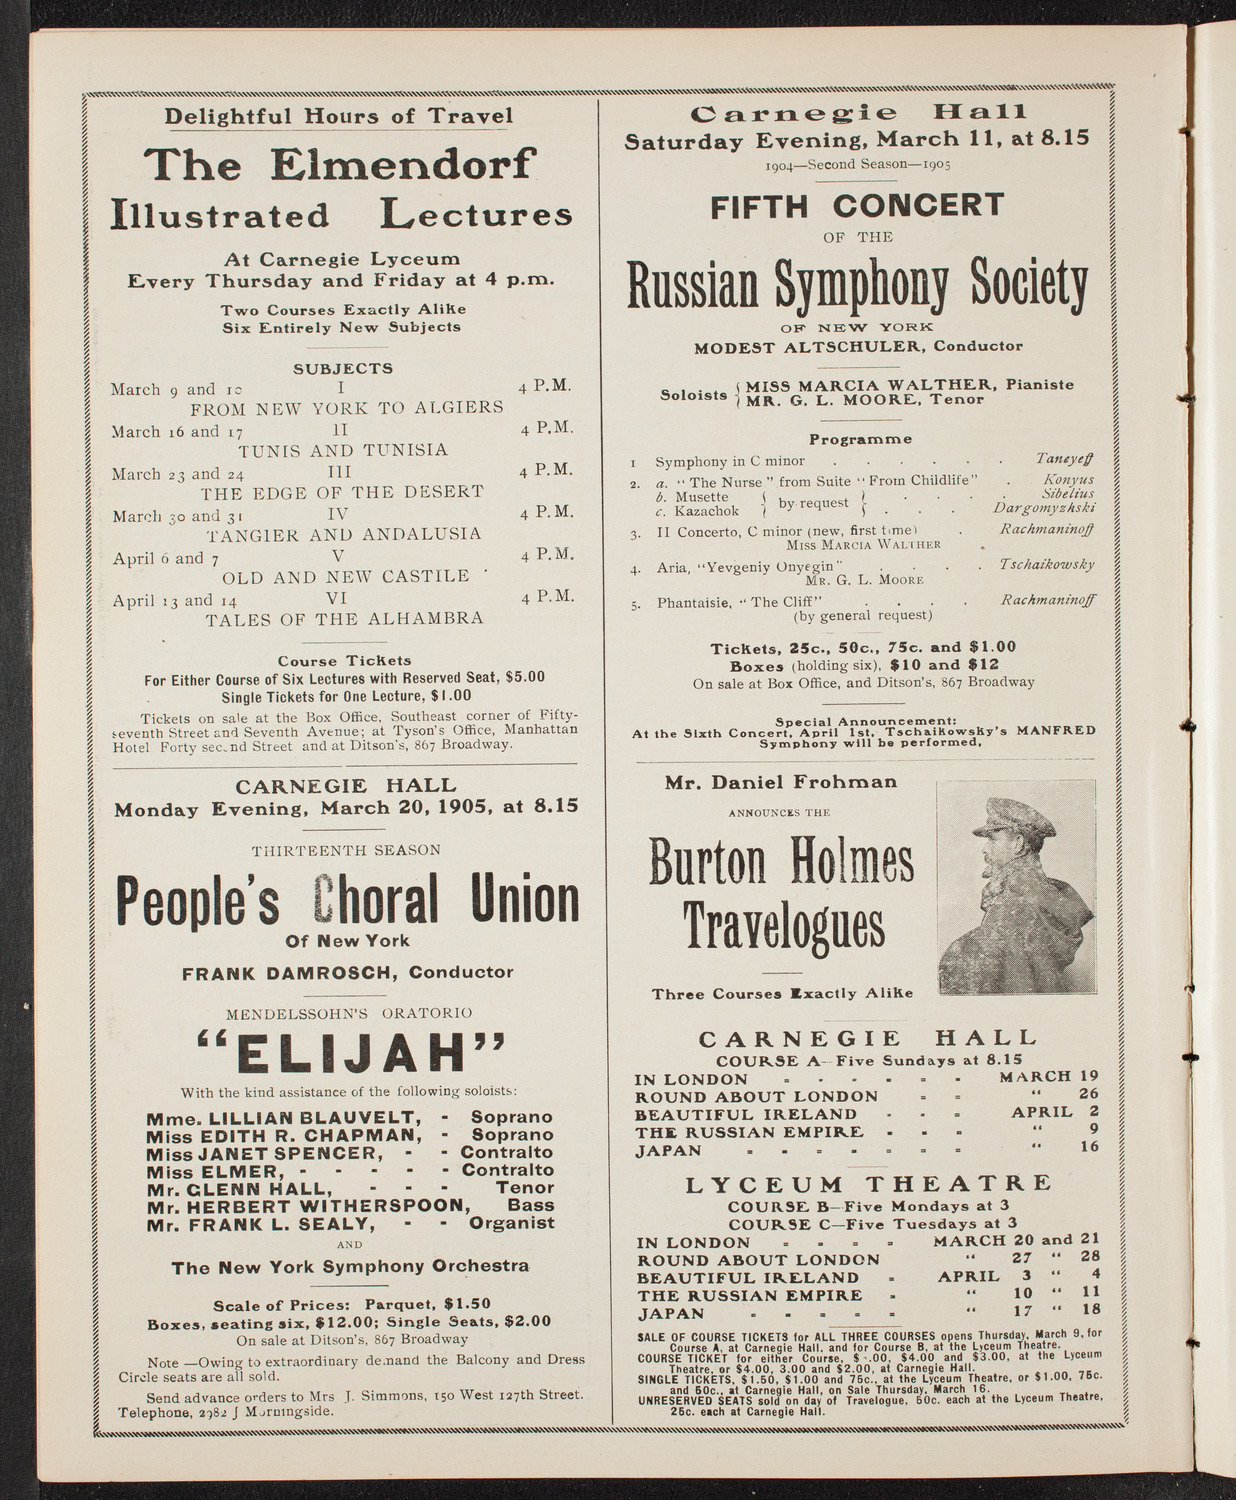 Delightful Hours of Travel
The Elmendorf
Illustrated Lectures
At Carnegie Lyceum
Every Thursday and Friday at 4 p.m.
Two Courses Exactly Alike
Six Entirely New Subjects
SUBJECTS
March 9 and 10 I 4 P.M.
FROM NEW YORK TO ALGIERS
March 16 and 17 II 4 P.M.
TUNIS AND TUNISIA
March 23 and 24 III 4 P.M.
THE EDGE OF THE DESERT
March 30 and 31 IV 4 P.M.
TANGIER AND ANDALUSIA
April 6 and 7 V 4 P.M.
OLD AND NEW CASTILE
April 13 and 14 VI 4 P.M.
TALES OF THE ALHAMBRA
Course Tickets
For Either Course of Six Lectures with Reserved Seat, $5.00
Single Tickets for One Lecture, $1.00
Tickets on sale at the Box Office, Southeast corner of Fifty-
seventh Street and Seventh Avenue; at Tyson's Office, Manhattan
Hotel Forty second Street and at Ditson's, 867 Broadway.
CARNEGIE HALL
Monday Evening, March 20, 1905, at 8.15
THIRTEENTH SEASON
People's Choral Union
Of New York
FRANK DAMROSCH, Conductor
MENDELSSOHN'S ORATORIO
"ELIJAH"
With the kind assistance of the following soloists:
Mme. LILLIAN BLAUVELT, - Soprano
Miss EDITH R. CHAPMAN, - Soprano
Miss JANET SPENCER, - - Contralto
Miss ELMER, - - - - - Contralto
Mr. GLENN HALL, - - - Tenor
Mr. HERBERT WITHERSPOON, Bass
Mr. FRANK L. SEALY, - - Organist
AND
The New York Symphony Orchestra
Scale of Prices: Parquet, $1.50
Boxes, seating six, $12.00; Single Seats, $2.00
On sale at Ditson's, 867 Broadway
Note —Owing to extraordinary demand the Balcony and Dress
Circle seats are all sold.
Send advance orders to Mrs J. Simmons, 150 West 127th Street.
Telephone, 2982 J Morningside.
Carnegie Hall
Saturday Evening, March 11, at 8.15
1904—Second Season—1905
FIFTH CONCERT
OF THE
Russian Symphony Society
OF NEW YORK
MODEST ALTSCHULER, Conductor
Soloists { MISS MARCIA WALTHER, Pianiste
MR. G. L. MOORE, Tenor
Programme
1 Symphony in C minor . . . . . . Taneyeff
2. a. "The Nurse" from Suite "From Childlife" . Konyus
b. Musette } by request { . . . . Sibelius
c. Kazachok . . . Dargomyzhski
3. II Concerto, C minor (new, first time) . Rachmaninoff
MISS MARCIA WALTHER
4. Aria, "Yevgeniy Onyegin" . . . . Tschaikowsky
MR. G. L. MOORE
5. Phantaisie, "The Cliff" . . . . Rachmaninoff
(by general request)
Tickets, 25c., 50c., 75c. and $1.00
Boxes (holding six), $10 and $12
On sale at Box Office, and Ditson's, 867 Broadway
Special Announcement:
At the Sixth Concert, April 1st, Tschaikowsky's MANFRED
Symphony will be performed,
Mr. Daniel Frohman
ANNOUNCES THE
Burton Holmes
Travelogues
Three Courses Exactly Alike
CARNEGIE HALL
COURSE A—Five Sundays at 8.15
IN LONDON - - - - - - MARCH 19
ROUND ABOUT LONDON - - " 26
BEAUTIFUL IRELAND - - - APRIL 2
THE RUSSIAN EMPIRE - - - " 9
JAPAN - - - - - - - " 16
LYCEUM THEATRE
COURSE B—Five Mondays at 3
COURSE C—Five Tuesdays at 3
IN LONDON - - - - MARCH 20 and 21
ROUND ABOUT LONDON " 27 " 28
BEAUTIFUL IRELAND - APRIL 3 " 4
THE RUSSIAN EMPIRE - " 10 " 11
JAPAN - - - - - " 17 " 18
SALE OF COURSE TICKETS for ALL THREE COURSES opens Thursday, March 9, for
Course A, at Carnegie Hall, and for Course B, at the Lyceum Theatre.
COURSE TICKET for either Course, $ .00, $4.00 and $3.00, at the Lyceum
Theatre, or $4.00, 3.00 and $2.00, at Carnegie Hall.
SINGLE TICKETS, $1.50, $1.00 and 75c., at the Lyceum Theatre, or $1.00, 75c.
and 50c., at Carnegie Hall, on Sale Thursday, March 16.
UNRESERVED SEATS sold on day of Travelogue, 50c. each at the Lyceum Theatre,
25c. each at Carnegie Hall.